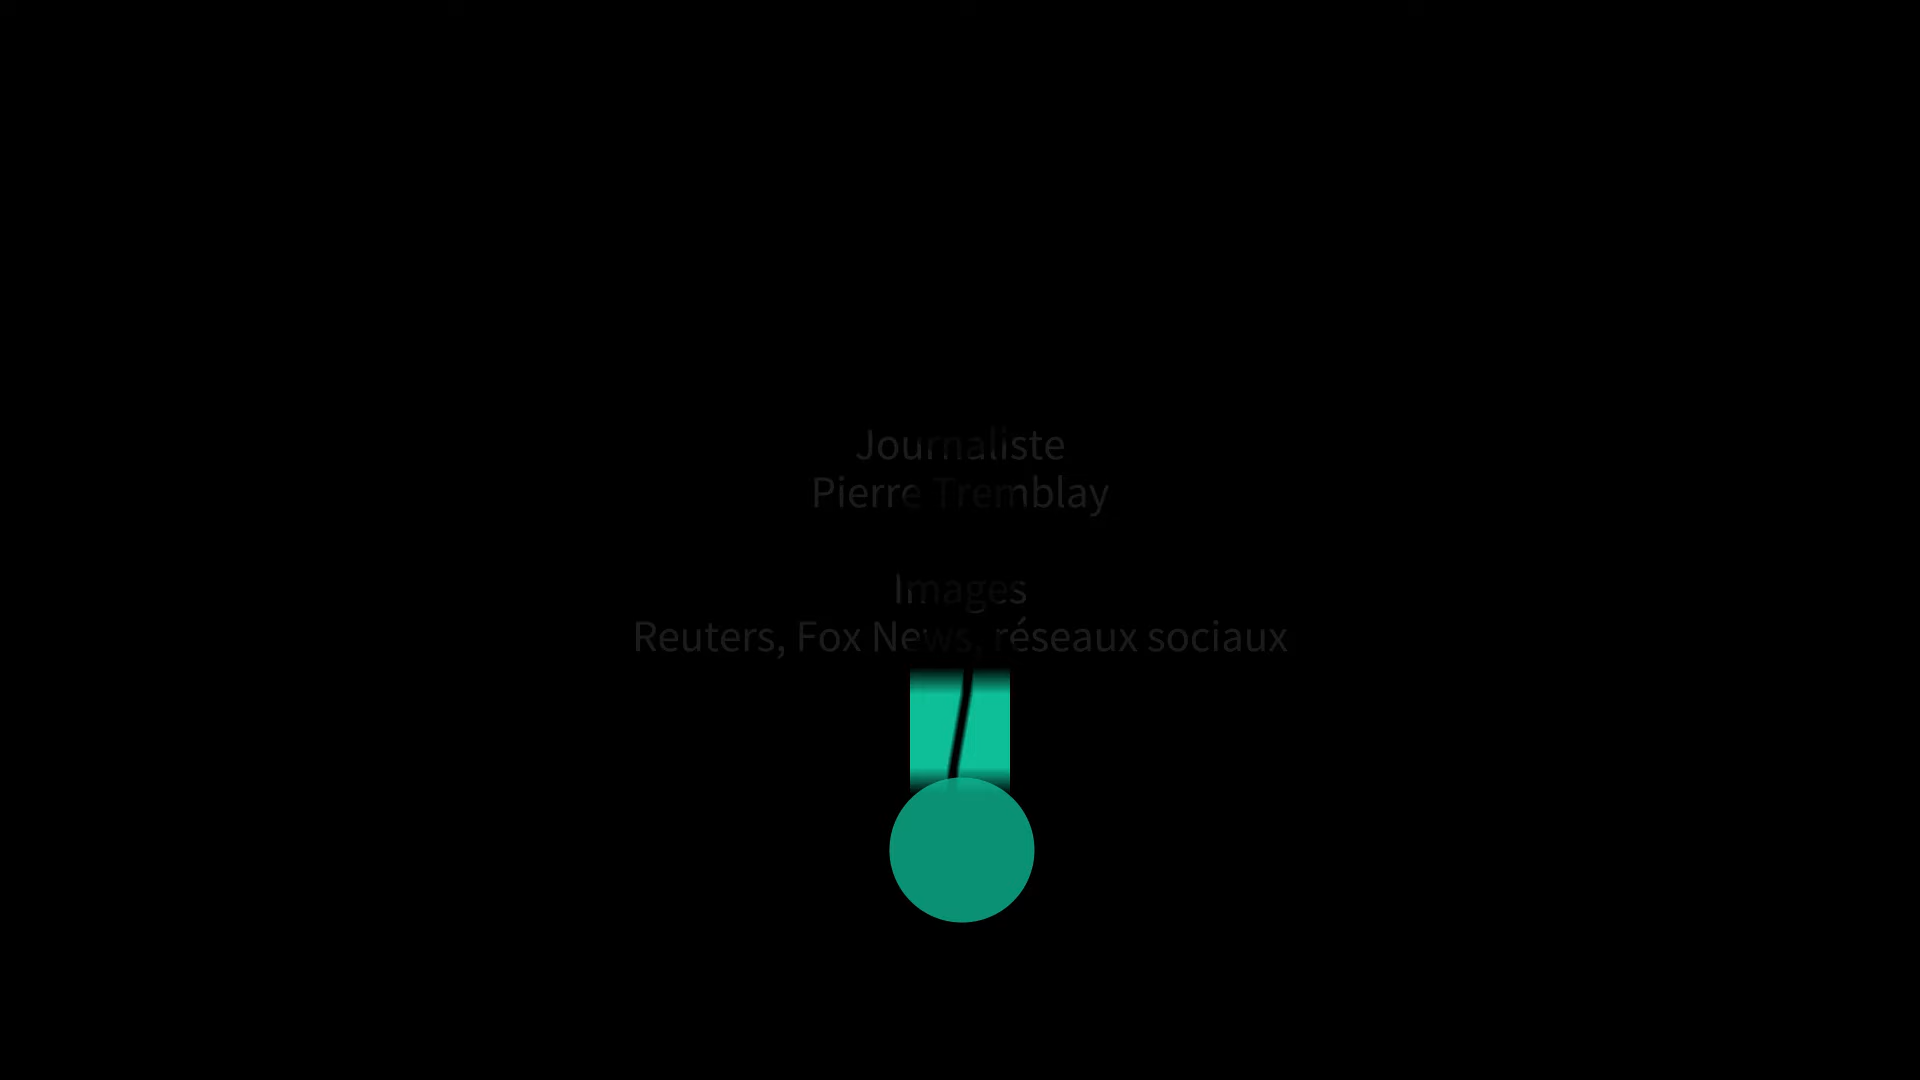 Journaliste
Pierre Tremblay
Images
Reuters, Fox News, réseaux sociaux